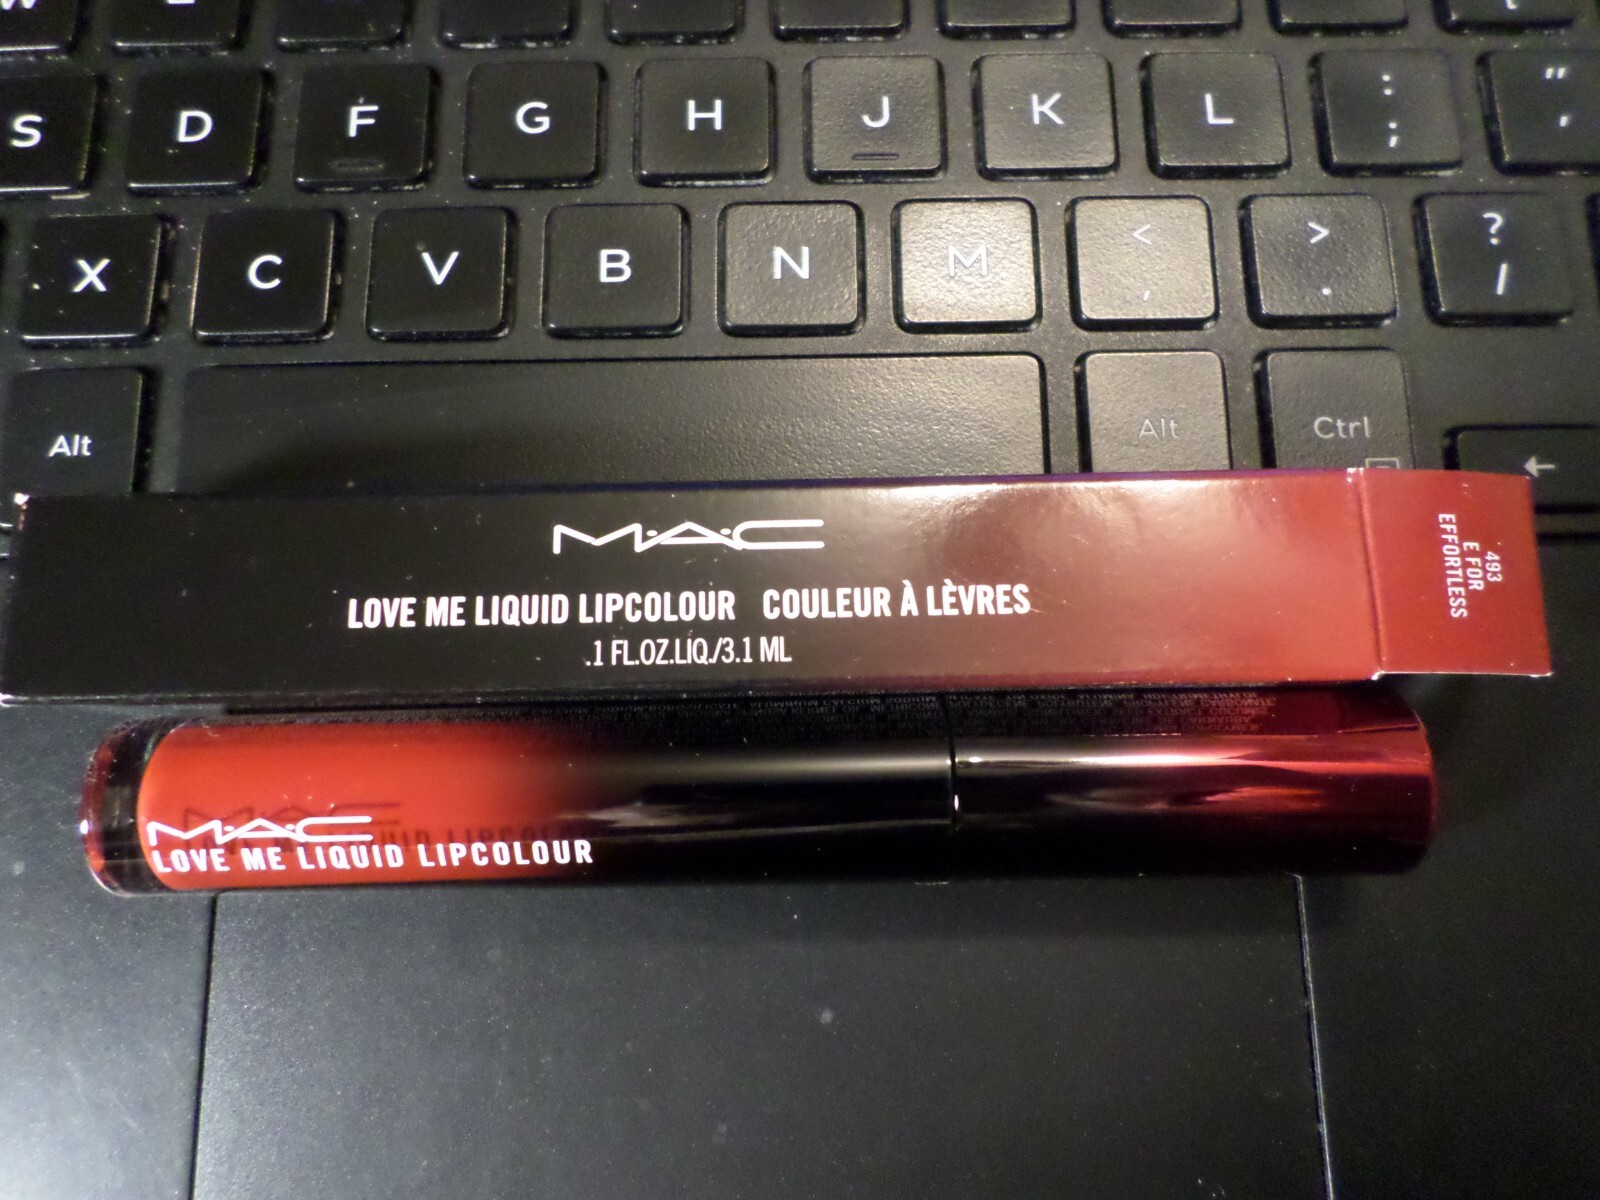 S D F G H J K L : ; " '
X C V B N M < , > . ? /
Alt Alt Ctrl ←
M·A·C
LOVE ME LIQUID LIPCOLOUR COULEUR À LÈVRES
.1 FL.OZ.LIQ./3.1 ML
493
E FOR
EFFORTLESS
M·A·C
LOVE ME LIQUID LIPCOLOUR